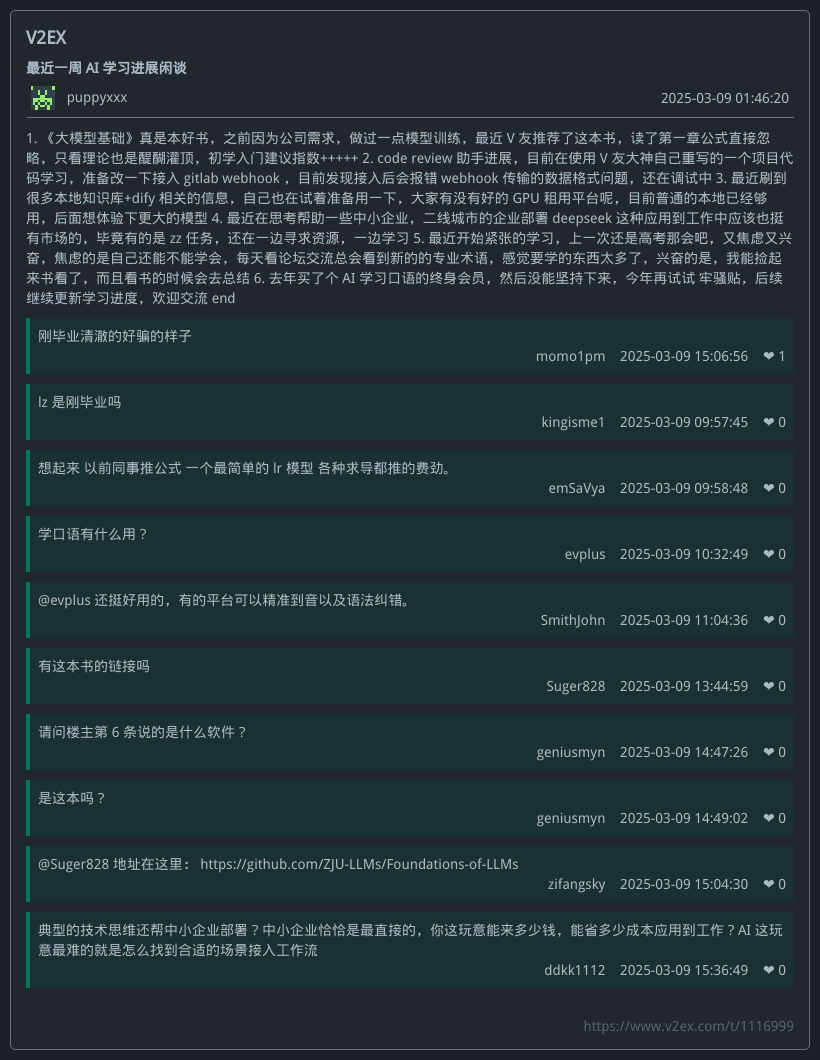 V2EX
最近一周 AI 学习进展闲谈
puppyxxx 2025-03-09 01:46:20
1. 《大模型基础》真是本好书，之前因为公司需求，做过一点模型训练，最近 V 友推荐了这本书，读了第一章公式直接忽
略，只看理论也是醍醐灌顶，初学入门建议指数+++++ 2. code review 助手进展，目前在使用 V 友大神自己重写的一个项目代
码学习，准备改一下接入 gitlab webhook ，目前发现接入后会报错 webhook 传输的数据格式问题，还在调试中 3. 最近刷到
很多本地知识库+dify 相关的信息，自己也在试着准备用一下，大家有没有好的 GPU 租用平台呢，目前普通的本地已经够
用，后面想体验下更大的模型 4. 最近在思考帮助一些中小企业，二线城市的企业部署 deepseek 这种应用到工作中应该也挺
有市场的，毕竟有的是 zz 任务，还在一边寻求资源，一边学习 5. 最近开始紧张的学习，上一次还是高考那会吧，又焦虑又兴
奋，焦虑的是自己还能不能学会，每天看论坛交流总会看到新的的专业术语，感觉要学的东西太多了，兴奋的是，我能捡起
来书看了，而且看书的时候会去总结 6. 去年买了个 AI 学习口语的终身会员，然后没能坚持下来，今年再试试 牢骚贴，后续
继续更新学习进度，欢迎交流 end
刚毕业清澈的好骗的样子
momo1pm 2025-03-09 15:06:56 ❤ 1
lz 是刚毕业吗
kingisme1 2025-03-09 09:57:45 ❤ 0
想起来 以前同事推公式 一个最简单的 lr 模型 各种求导都推的费劲。
emSaVya 2025-03-09 09:58:48 ❤ 0
学口语有什么用？
evplus 2025-03-09 10:32:49 ❤ 0
@evplus 还挺好用的，有的平台可以精准到音以及语法纠错。
SmithJohn 2025-03-09 11:04:36 ❤ 0
有这本书的链接吗
Suger828 2025-03-09 13:44:59 ❤ 0
请问楼主第 6 条说的是什么软件？
geniusmyn 2025-03-09 14:47:26 ❤ 0
是这本吗？
geniusmyn 2025-03-09 14:49:02 ❤ 0
@Suger828 地址在这里： https://github.com/ZJU-LLMs/Foundations-of-LLMs
zifangsky 2025-03-09 15:04:30 ❤ 0
典型的技术思维还帮中小企业部署？中小企业恰恰是最直接的，你这玩意能来多少钱，能省多少成本应用到工作？AI 这玩
意最难的就是怎么找到合适的场景接入工作流
ddkk1112 2025-03-09 15:36:49 ❤ 0
https://www.v2ex.com/t/1116999